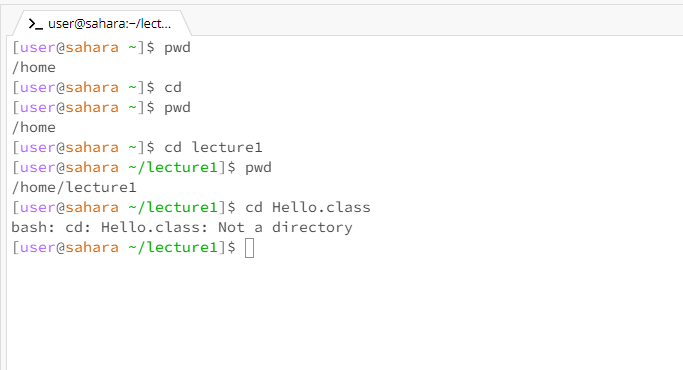 user@sahara:~/lect...
[user@sahara ~]$ pwd
/home
[user@sahara ~]$ cd
[user@sahara ~]$ pwd
/home
[user@sahara ~]$ cd lecture1
[user@sahara ~/lecture1]$ pwd
/home/lecture1
[user@sahara ~/lecture1]$ cd Hello.class
bash: cd: Hello.class: Not a directory
[user@sahara ~/lecture1]$